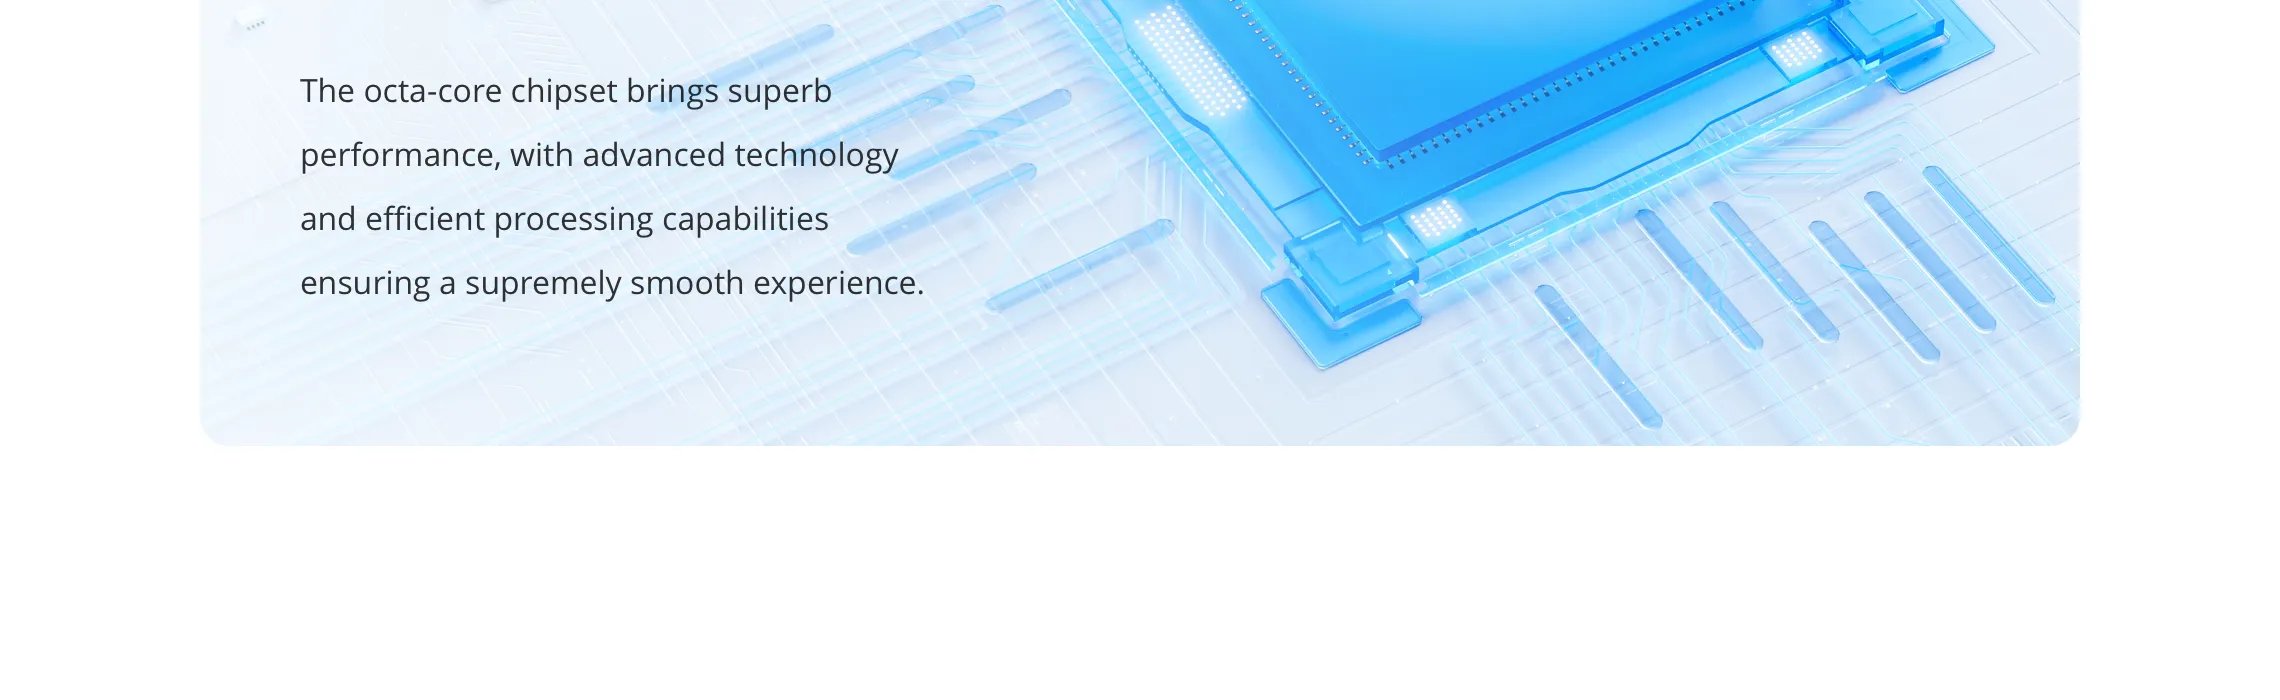 The octa-core chipset brings superb
performance, with advanced technology
and efficient processing capabilities
ensuring a supremely smooth experience.